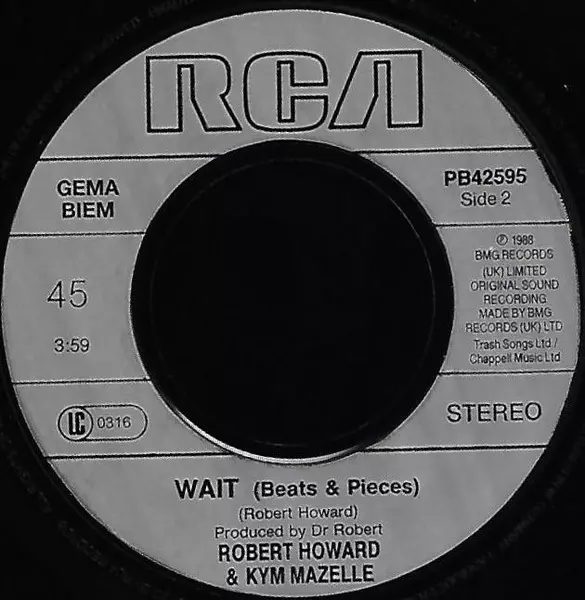 RCA
GEMA
BIEM
PB42595
Side 2
45
3:59
℗ 1988
BMG RECORDS
(UK) LIMITED
ORIGINAL SOUND
RECORDING
MADE BY BMG
RECORDS (UK) LTD
Trash Songs Ltd./
Chappell Music Ltd
LC 0316
STEREO
WAIT (Beats & Pieces)
(Robert Howard)
Produced by Dr Robert
ROBERT HOWARD
& KYM MAZELLE